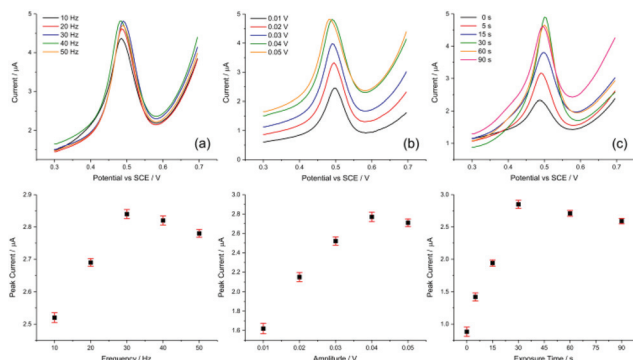 10 Hz
20 Hz
30 Hz
40 Hz
50 Hz
(a)
Current / μA
5
4
3
2
0.3 0.4 0.5 0.6 0.7
Potential vs SCE / V
0.01 V
0.02 V
0.03 V
0.04 V
0.05 V
(b)
Current / μA
5
4
3
2
1
0
0.3 0.4 0.5 0.6 0.7
Potential vs SCE / V
0 s
5 s
15 s
30 s
60 s
90 s
(c)
Current / μA
5
4
3
2
1
0
0.3 0.4 0.5 0.6 0.7
Potential vs SCE / V
Peak Current / μA
2.9
2.8
2.7
2.6
2.5
10 20 30 40 50
Frequency / Hz
Peak Current / μA
3.0
2.8
2.6
2.4
2.2
2.0
1.8
1.6
0.01 0.02 0.03 0.04 0.05
Amplitude / V
Peak Current / μA
3.0
2.5
2.0
1.5
1.0
0 15 30 45 60 75 90
Exposure Time / s